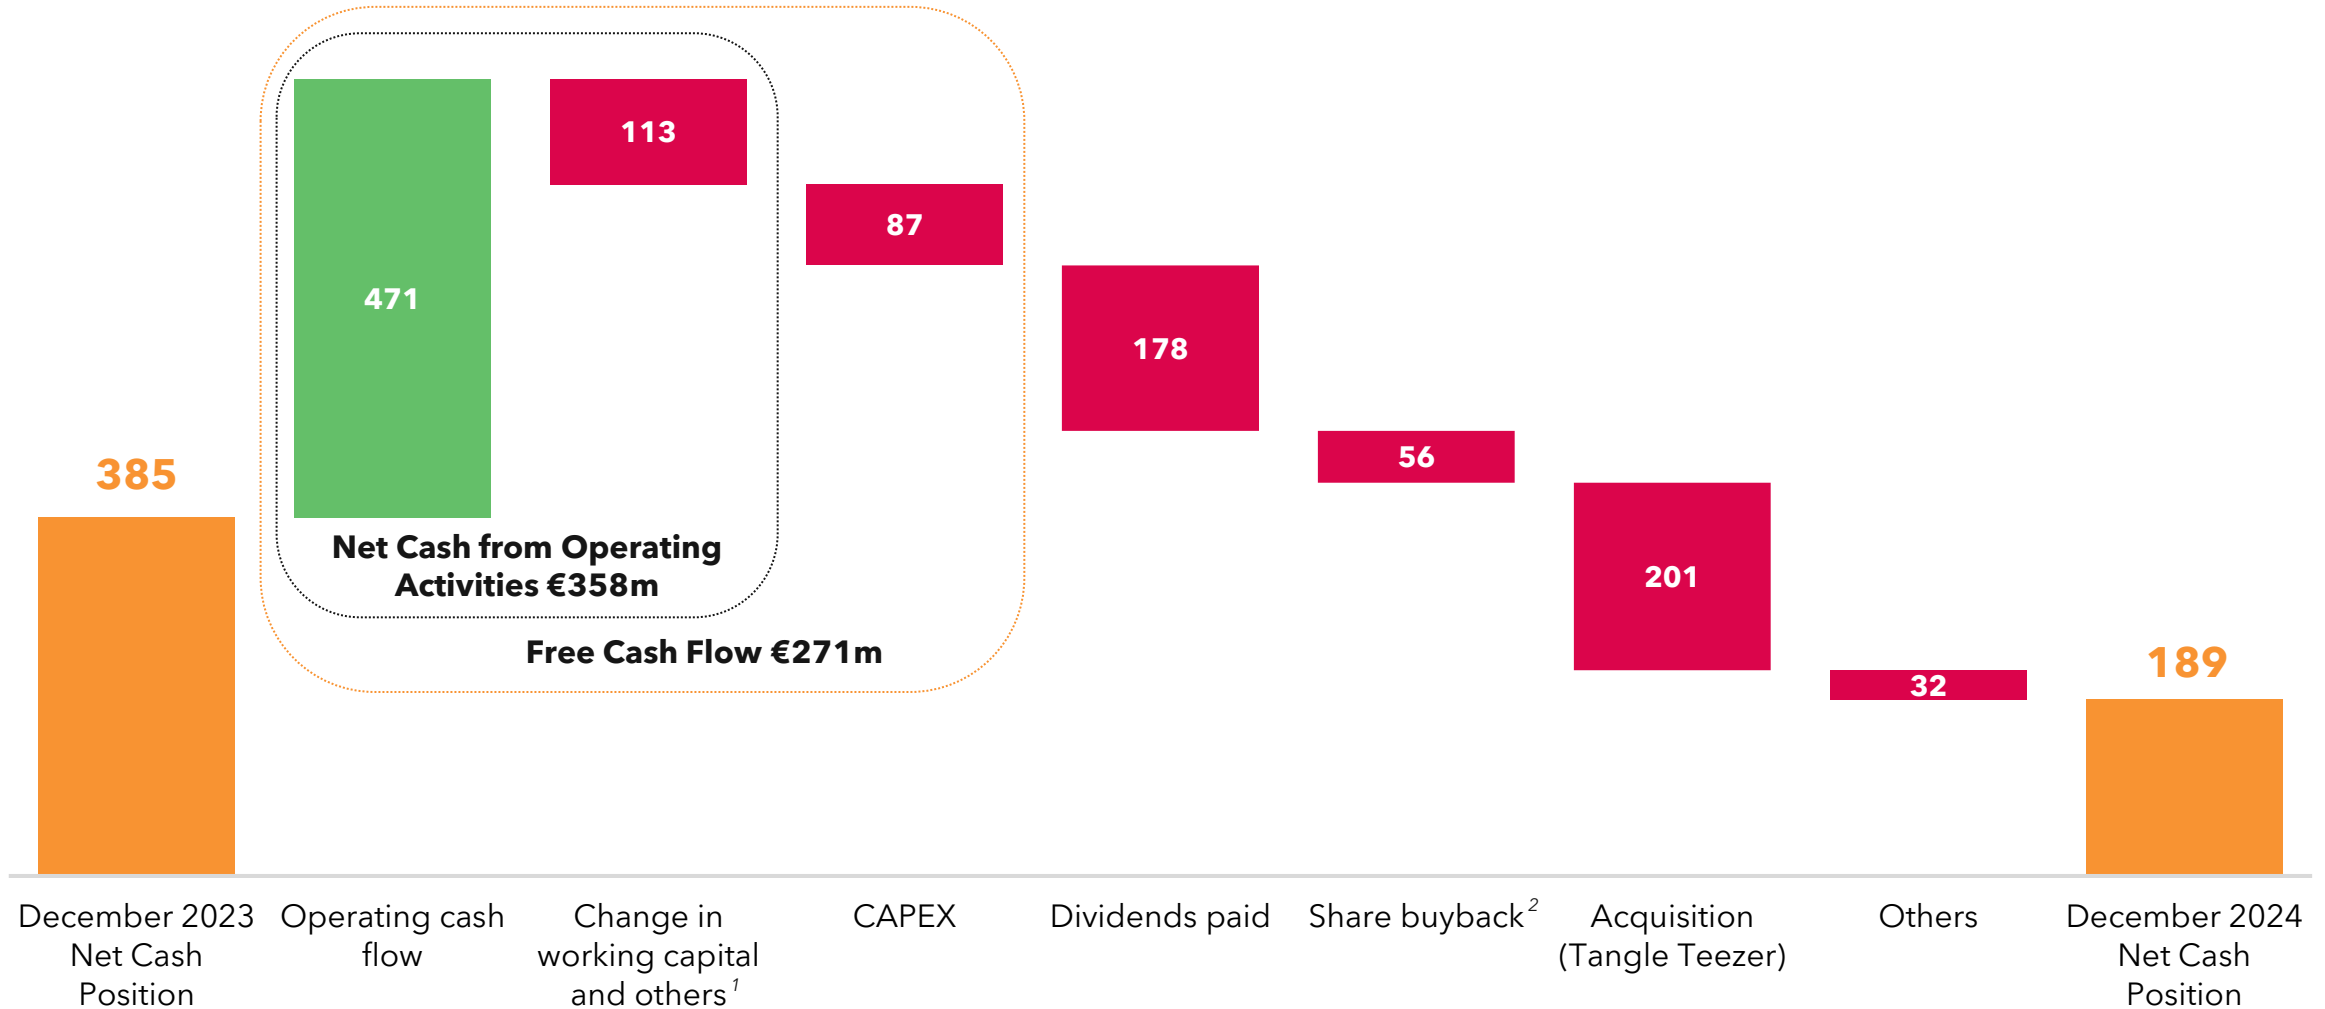 113
87
471
178
385
56
Net Cash from Operating
Activities €358m
201
Free Cash Flow €271m
189
32
December 2023
Net Cash
Position
Operating cash
flow
Change in
working capital
and others 1
CAPEX
Dividends paid
Share buyback 2
Acquisition
(Tangle Teezer)
Others
December 2024
Net Cash
Position